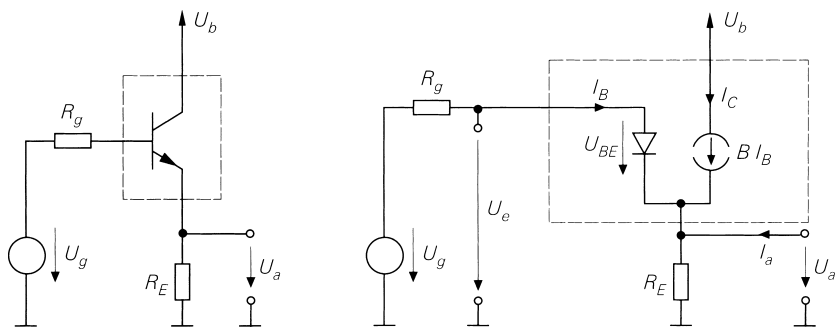 U_b
R_g
U_g
R_E
U_a
U_b
R_g
I_B
I_C
U_BE
B I_B
U_e
U_g
I_a
R_E
U_a